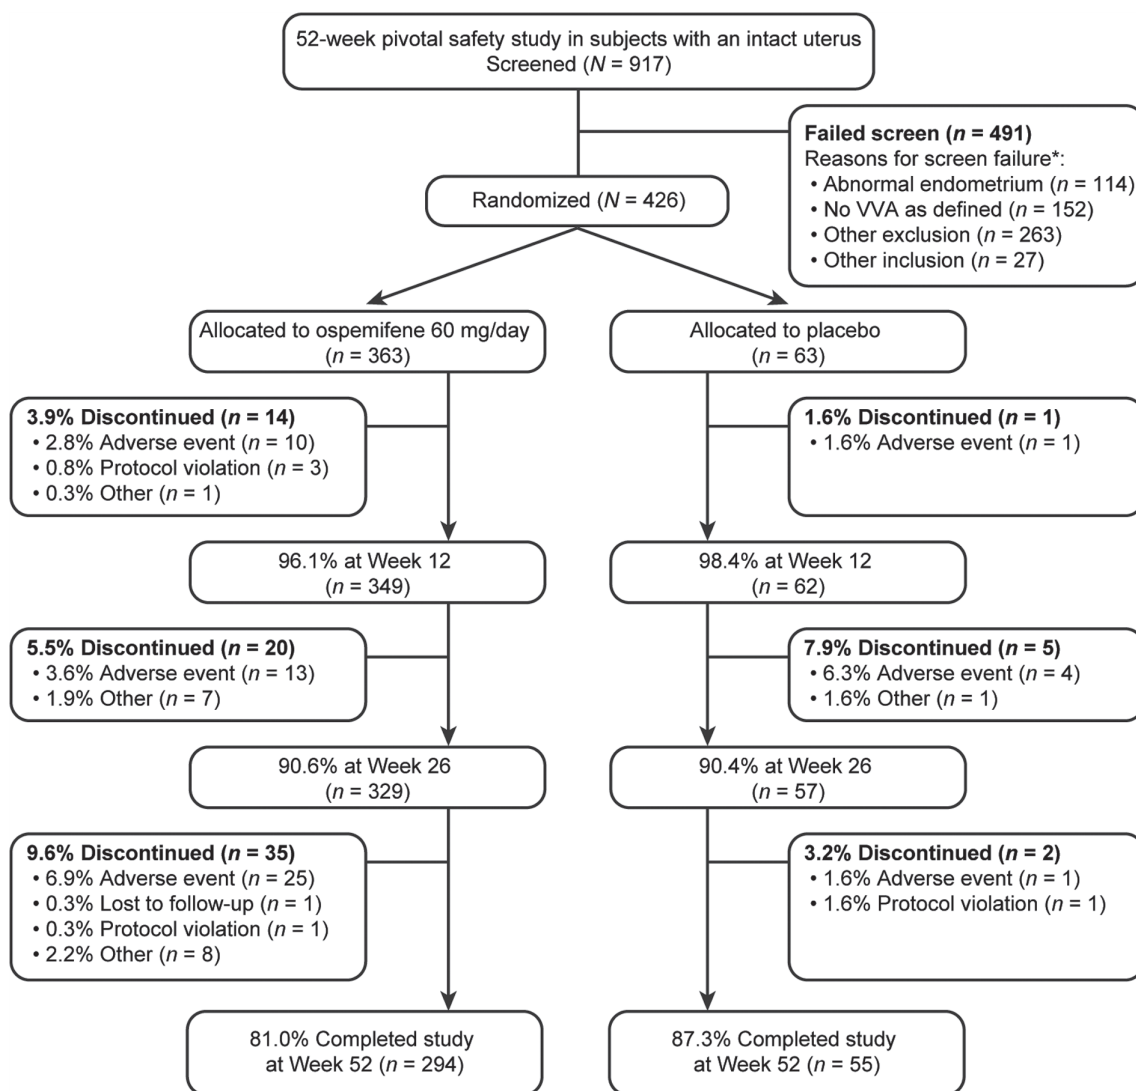 52-week pivotal safety study in subjects with an intact uterus
Screened (N = 917)
Failed screen (n = 491)
Reasons for screen failure*:
• Abnormal endometrium (n = 114)
• No VVA as defined (n = 152)
• Other exclusion (n = 263)
• Other inclusion (n = 27)
Randomized (N = 426)
Allocated to ospemifene 60 mg/day
(n = 363)
Allocated to placebo
(n = 63)
3.9% Discontinued (n = 14)
• 2.8% Adverse event (n = 10)
• 0.8% Protocol violation (n = 3)
• 0.3% Other (n = 1)
1.6% Discontinued (n = 1)
• 1.6% Adverse event (n = 1)
96.1% at Week 12
(n = 349)
98.4% at Week 12
(n = 62)
5.5% Discontinued (n = 20)
• 3.6% Adverse event (n = 13)
• 1.9% Other (n = 7)
7.9% Discontinued (n = 5)
• 6.3% Adverse event (n = 4)
• 1.6% Other (n = 1)
90.6% at Week 26
(n = 329)
90.4% at Week 26
(n = 57)
9.6% Discontinued (n = 35)
• 6.9% Adverse event (n = 25)
• 0.3% Lost to follow-up (n = 1)
• 0.3% Protocol violation (n = 1)
• 2.2% Other (n = 8)
3.2% Discontinued (n = 2)
• 1.6% Adverse event (n = 1)
• 1.6% Protocol violation (n = 1)
81.0% Completed study
at Week 52 (n = 294)
87.3% Completed study
at Week 52 (n = 55)